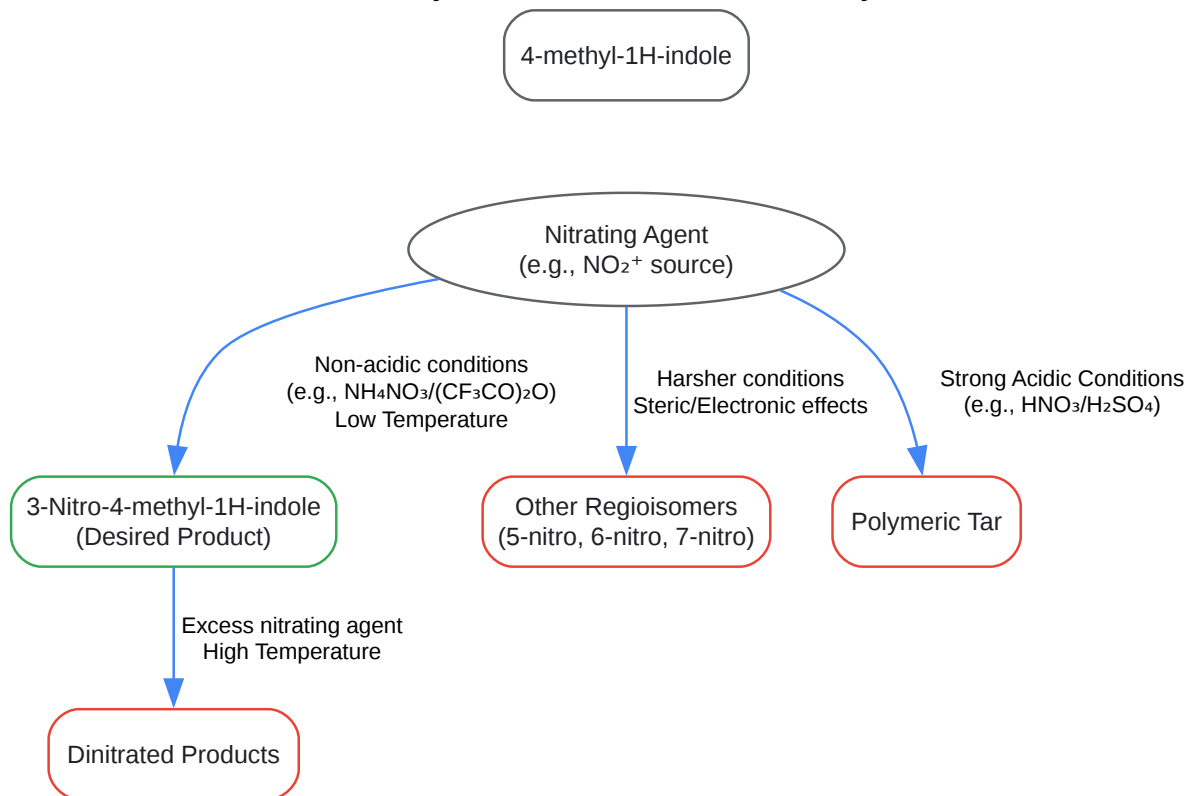 4-methyl-1H-indole
Nitrating Agent
(e.g., NO₂⁺ source)
Non-acidic conditions
(e.g., NH₄NO₃/(CF₃CO)₂O)
Low Temperature
Harsher conditions
Steric/Electronic effects
Strong Acidic Conditions
(e.g., HNO₃/H₂SO₄)
3-Nitro-4-methyl-1H-indole
(Desired Product)
Other Regioisomers
(5-nitro, 6-nitro, 7-nitro)
Polymeric Tar
Excess nitrating agent
High Temperature
Dinitrated Products